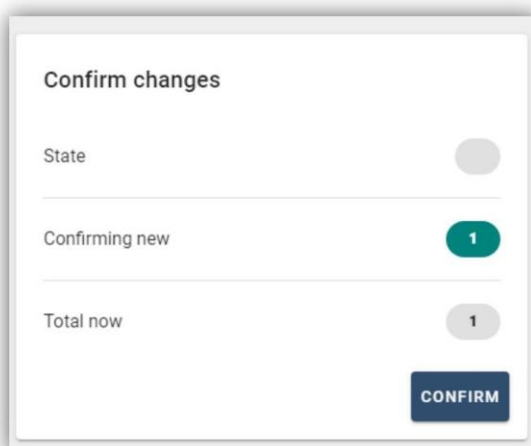 Confirm changes
State
Confirming new 1
Total now 1
CONFIRM